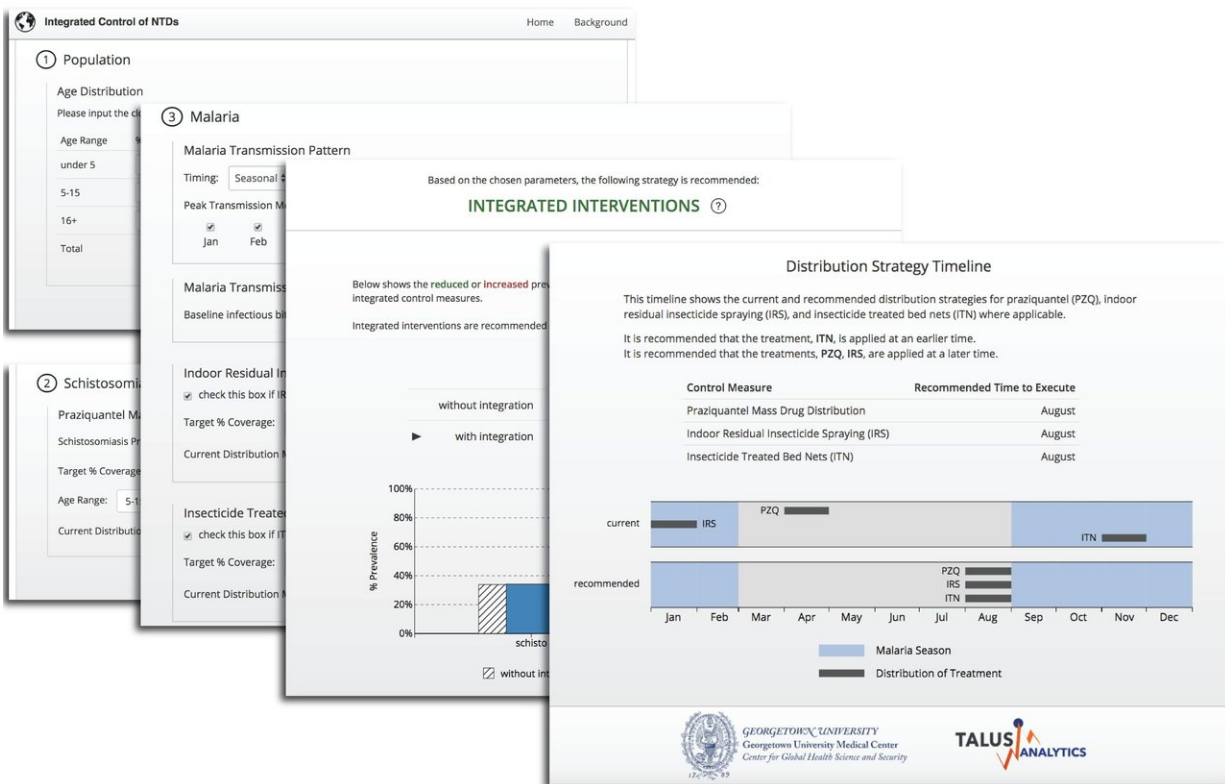 Integrated Control of NTDs
Home Background
1 Population
Age Distribution
Please input the
Age Range %
under 5
5-15
16+
Total
2 Schistosomi
Praziquantel M
Schistosomiasis Pr
Target % Coverage
Age Range: 5-1
Current Distributio
3 Malaria
Malaria Transmission Pattern
Timing: Seasonal
Peak Transmission M
Jan Feb
Malaria Transmiss
Baseline infectious bit
Indoor Residual In
check this box if IR
Target % Coverage:
Current Distribution M
Insecticide Treate
check this box if IT
Target % Coverage:
Current Distribution M
Based on the chosen parameters, the following strategy is recommended:
INTEGRATED INTERVENTIONS ?
Below shows the reduced or increased prev
integrated control measures.
Integrated interventions are recommended
without integration
with integration
100%
80%
60%
40%
20%
0%
% Prevalence
schisto
without int
Distribution Strategy Timeline
This timeline shows the current and recommended distribution strategies for praziquantel (PZQ), indoor
residual insecticide spraying (IRS), and insecticide treated bed nets (ITN) where applicable.
It is recommended that the treatment, ITN, is applied at an earlier time.
It is recommended that the treatments, PZQ, IRS, are applied at a later time.
Control Measure Recommended Time to Execute
Praziquantel Mass Drug Distribution August
Indoor Residual Insecticide Spraying (IRS) August
Insecticide Treated Bed Nets (ITN) August
current
PZQ
IRS
ITN
recommended
PZQ
IRS
ITN
Jan Feb Mar Apr May Jun Jul Aug Sep Oct Nov Dec
Malaria Season
Distribution of Treatment
GEORGETOWN UNIVERSITY
Georgetown University Medical Center
Center for Global Health Science and Security
TALUS
ANALYTICS